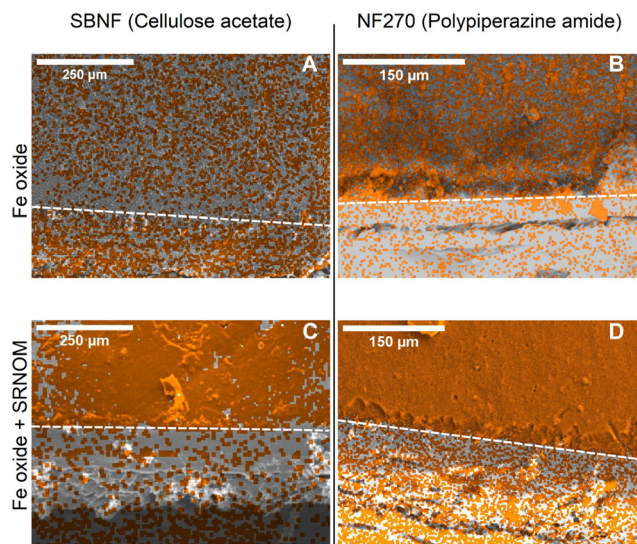 SBNF (Cellulose acetate)
NF270 (Polypiperazine amide)
Fe oxide
250 µm
A
150 µm
B
Fe oxide + SRNOM
250 µm
C
150 µm
D